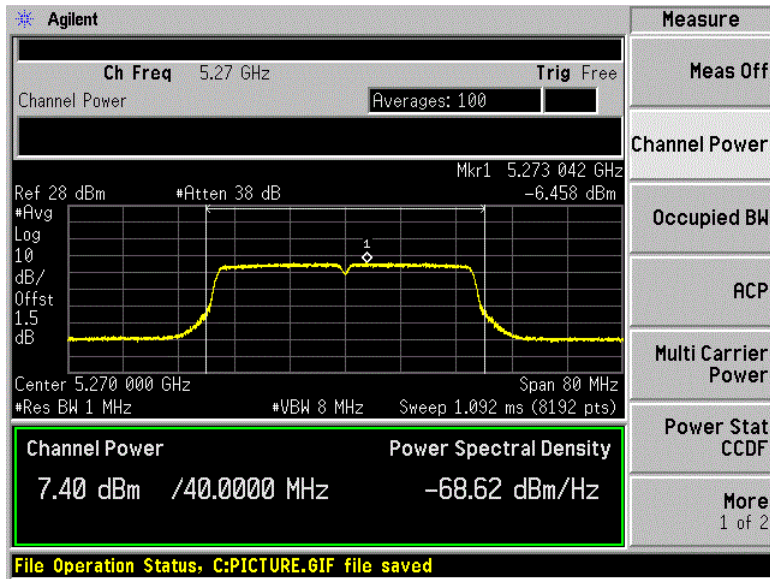 Agilent
Measure
Ch Freq 5.27 GHz Trig Free
Meas Off
Channel Power Averages: 100
Channel Power
Mkr1 5.273 042 GHz
Ref 28 dBm #Atten 38 dB -6.458 dBm
#Avg
Log
10
dB/
Offst
1.5
dB
1
Occupied BW
ACP
Multi Carrier
Power
Center 5.270 000 GHz Span 80 MHz
#Res BW 1 MHz #VBW 8 MHz Sweep 1.092 ms (8192 pts)
Power Stat
CCDF
Channel Power Power Spectral Density
7.40 dBm /40.0000 MHz -68.62 dBm/Hz
More
1 of 2
File Operation Status, C:PICTURE.GIF file saved